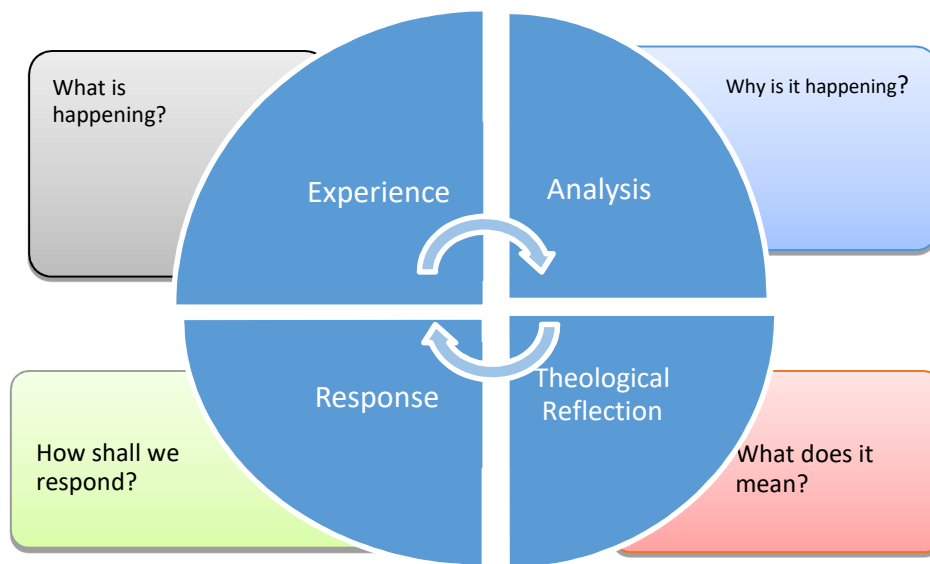 What is
happening?
Why is it happening?
Experience
Analysis
Response
Theological
Reflection
How shall we
respond?
What does it
mean?